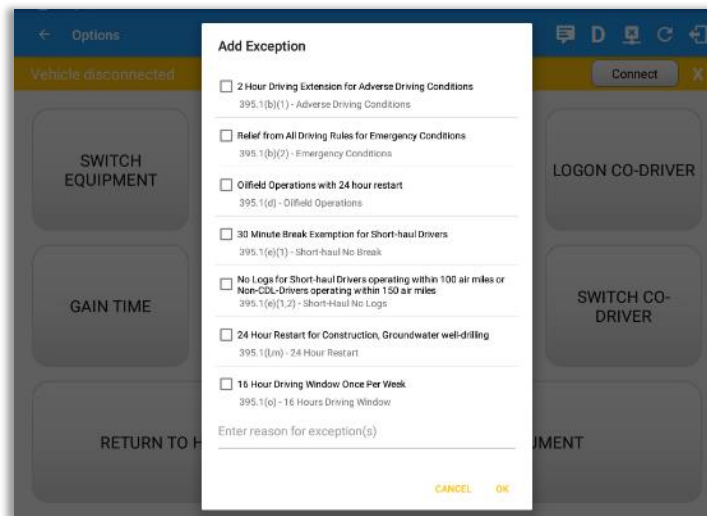 Options
D
Vehicle disconnected
Connect
X
Add Exception
2 Hour Driving Extension for Adverse Driving Conditions
395.1(b)(1) - Adverse Driving Conditions
Relief from All Driving Rules for Emergency Conditions
395.1(b)(2) - Emergency Conditions
Oilfield Operations with 24 hour restart
395.1(d) - Oilfield Operations
30 Minute Break Exemption for Short-haul Drivers
395.1(e)(1) - Short-haul No Break
No Logs for Short-haul Drivers operating within 100 air miles or
Non-CDL-Drivers operating within 150 air miles
395.1(e)(1,2) - Short-Haul No Logs
24 Hour Restart for Construction, Groundwater well-drilling
395.1(l,m) - 24 Hour Restart
16 Hour Driving Window Once Per Week
395.1(o) - 16 Hours Driving Window
Enter reason for exception(s)
CANCEL OK
SWITCH
EQUIPMENT
LOGON CO-DRIVER
GAIN TIME
SWITCH CO-
DRIVER
RETURN TO H
UMENT